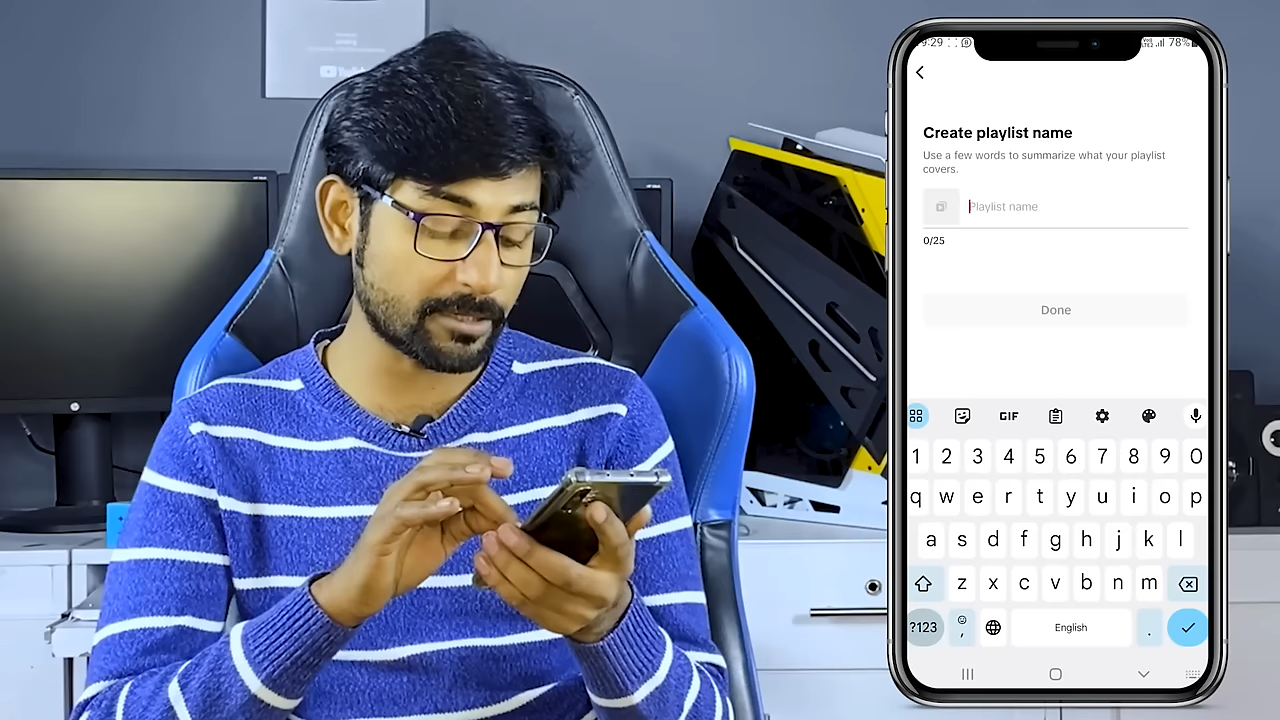 YouTube
9:29
78%
Create playlist name
Use a few words to summarize what your playlist
covers.
Playlist name
0/25
Done
GIF
1 2 3 4 5 6 7 8 9 0
q w e r t y u i o p
a s d f g h j k l
z x c v b n m
?123 , English .